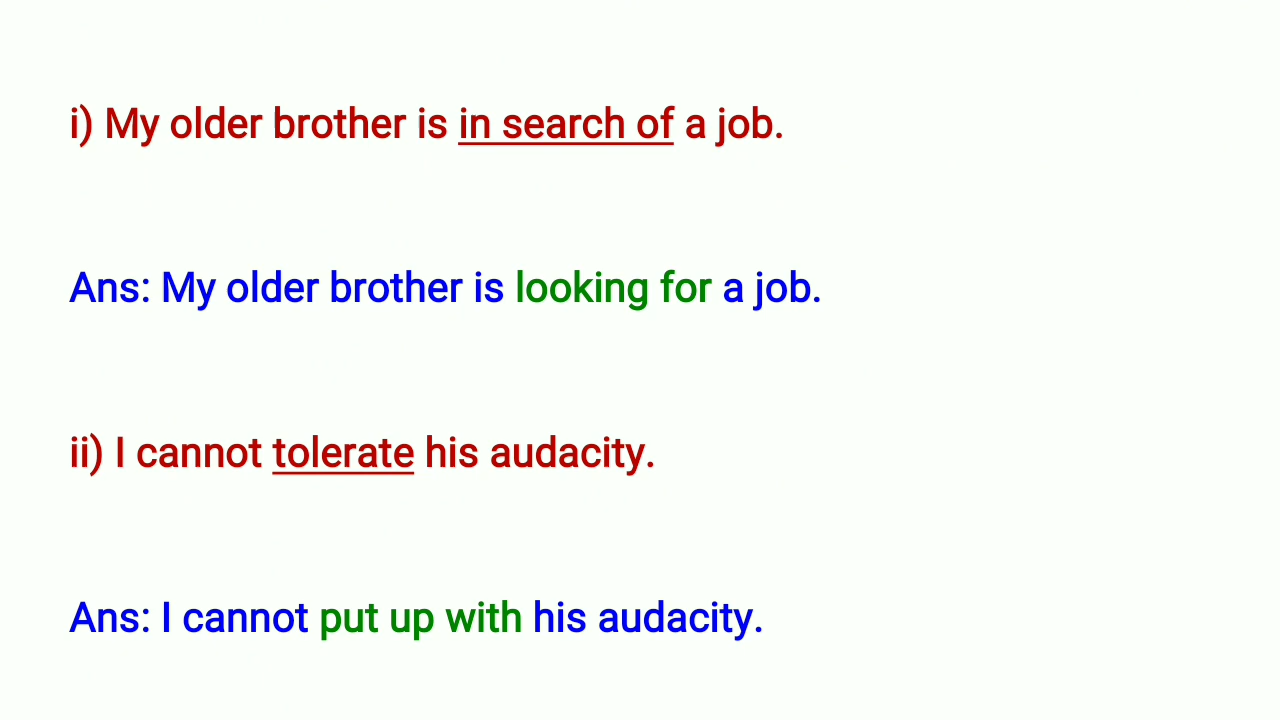 i) My older brother is in search of a job.
Ans: My older brother is looking for a job.
ii) I cannot tolerate his audacity.
Ans: I cannot put up with his audacity.